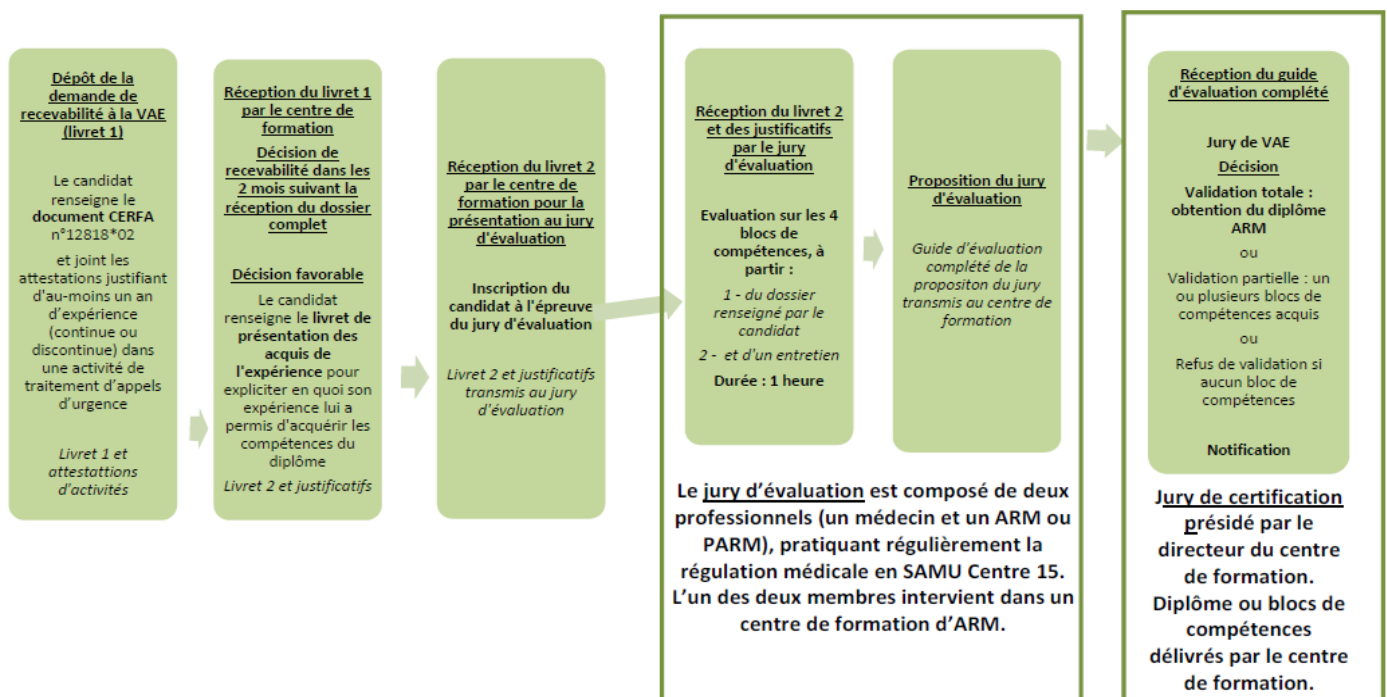 Dépôt de la
demande de
recevabilité à la VAE
(livret 1)
Le candidat
renseigne le
document CERFA
n°12818*02
et joint les
attestations justifiant
d'au-moins un an
d'expérience
(continue ou
discontinue) dans
une activité de
traitement d'appels
d'urgence
Livret 1 et
attestattions
d'activités
Réception du livret 1
par le centre de
formation
Décision de
recevabilité dans les
2 mois suivant la
réception du dossier
complet
Décision favorable
Le candidat
renseigne le livret de
présentation des
acquis de
l'expérience pour
expliciter en quoi son
expérience lui a
permis d'acquérir les
compétences du
diplôme
Livret 2 et justificatifs
Réception du livret 2
par le centre de
formation pour la
présentation au jury
d'évaluation
Inscription du
candidat à l'épreuve
du jury d'évaluation
Livret 2 et justificatifs
transmis au jury
d'évaluation
Réception du livret 2
et des justificatifs
par le jury
d'évaluation
Evaluation sur les 4
blocs de
compétences, à
partir :
1 - du dossier
renseigné par le
candidat
2 - et d'un entretien
Durée : 1 heure
Proposition du jury
d'évaluation
Guide d'évaluation
complété de la
propositon du jury
transmis au centre de
formation
Le jury d'évaluation est composé de deux
professionnels (un médecin et un ARM ou
PARM), pratiquant régulièrement la
régulation médicale en SAMU Centre 15.
L'un des deux membres intervient dans un
centre de formation d'ARM.
Réception du guide
d'évaluation complété
Jury de VAE
Décision
Validation totale :
obtention du diplôme
ARM
ou
Validation partielle : un
ou plusieurs blocs de
compétences acquis
ou
Refus de validation si
aucun bloc de
compétences
Notification
Jury de certification
présidé par le
directeur du centre
de formation.
Diplôme ou blocs de
compétences
délivrés par le centre
de formation.